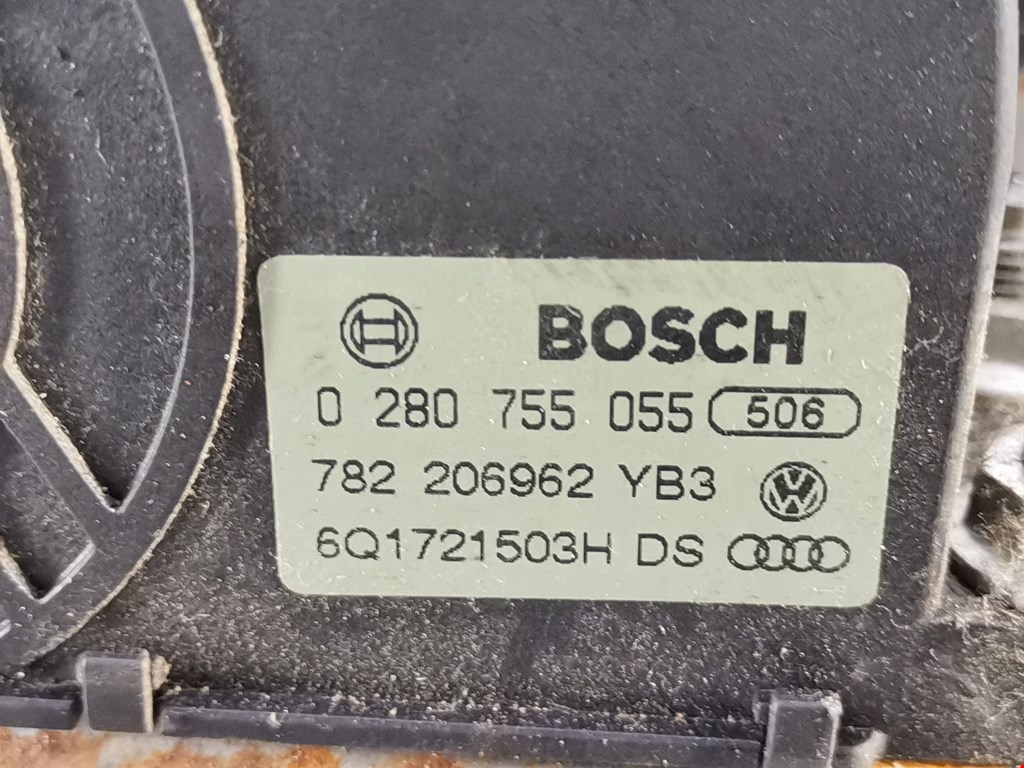 BOSCH
0 280 755 055 506
782 206962 YB3
6Q1721503H DS